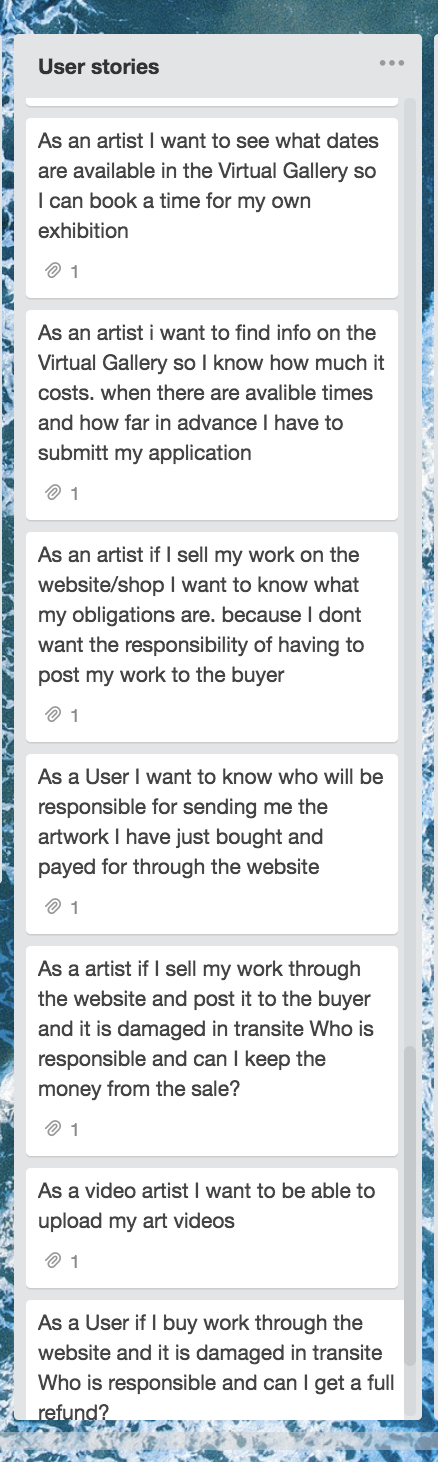 User stories
As an artist I want to see what dates
are available in the Virtual Gallery so
I can book a time for my own
exhibition
1
As an artist i want to find info on the
Virtual Gallery so I know how much it
costs. when there are avalible times
and how far in advance I have to
submitt my application
1
As an artist if I sell my work on the
website/shop I want to know what
my obligations are. because I dont
want the responsibility of having to
post my work to the buyer
1
As a User I want to know who will be
responsible for sending me the
artwork I have just bought and
payed for through the website
1
As a artist if I sell my work through
the website and post it to the buyer
and it is damaged in transite Who is
responsible and can I keep the
money from the sale?
1
As a video artist I want to be able to
upload my art videos
1
As a User if I buy work through the
website and it is damaged in transite
Who is responsible and can I get a full
refund?